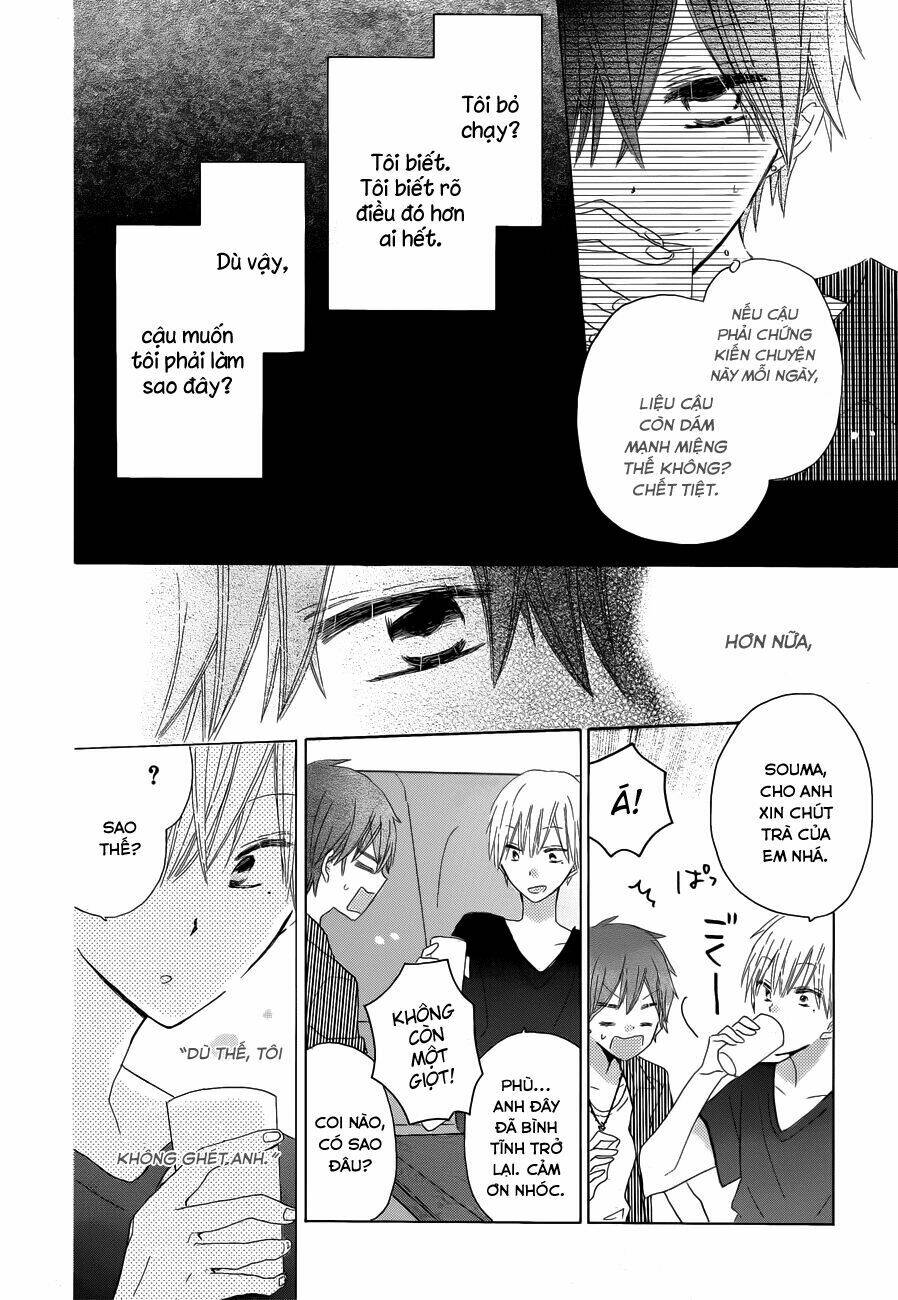 NẾU CẬU
PHẢI CHỨNG
KIẾN CHUYỆN
NÀY MỖI NGÀY,
LIỆU CẬU
CÒN DÁM
MẠNH MIỆNG
THẾ KHÔNG?
CHẾT TIỆT.
Tôi bỏ
chạy?
Tôi biết.
Tôi biết rõ
điều đó hơn
ai hết.
Dù vậy,
cậu muốn
tôi phải làm
sao đây?
HƠN NỮA,
SOUMA,
CHO ANH
XIN CHÚT
TRÀ CỦA
EM NHÁ.
Á!
ぱっ
ごく
KHÔNG
CÒN
MỘT
GIỌT!
PHÙ...
ANH ĐÂY
ĐÃ BÌNH
TĨNH TRỞ
LẠI. CẢM
ƠN NHÓC.
COI NÀO,
CÓ SAO
ĐÂU?
?
SAO
THẾ?
“DÙ THẾ, TÔI
KHÔNG GHÉT ANH.”